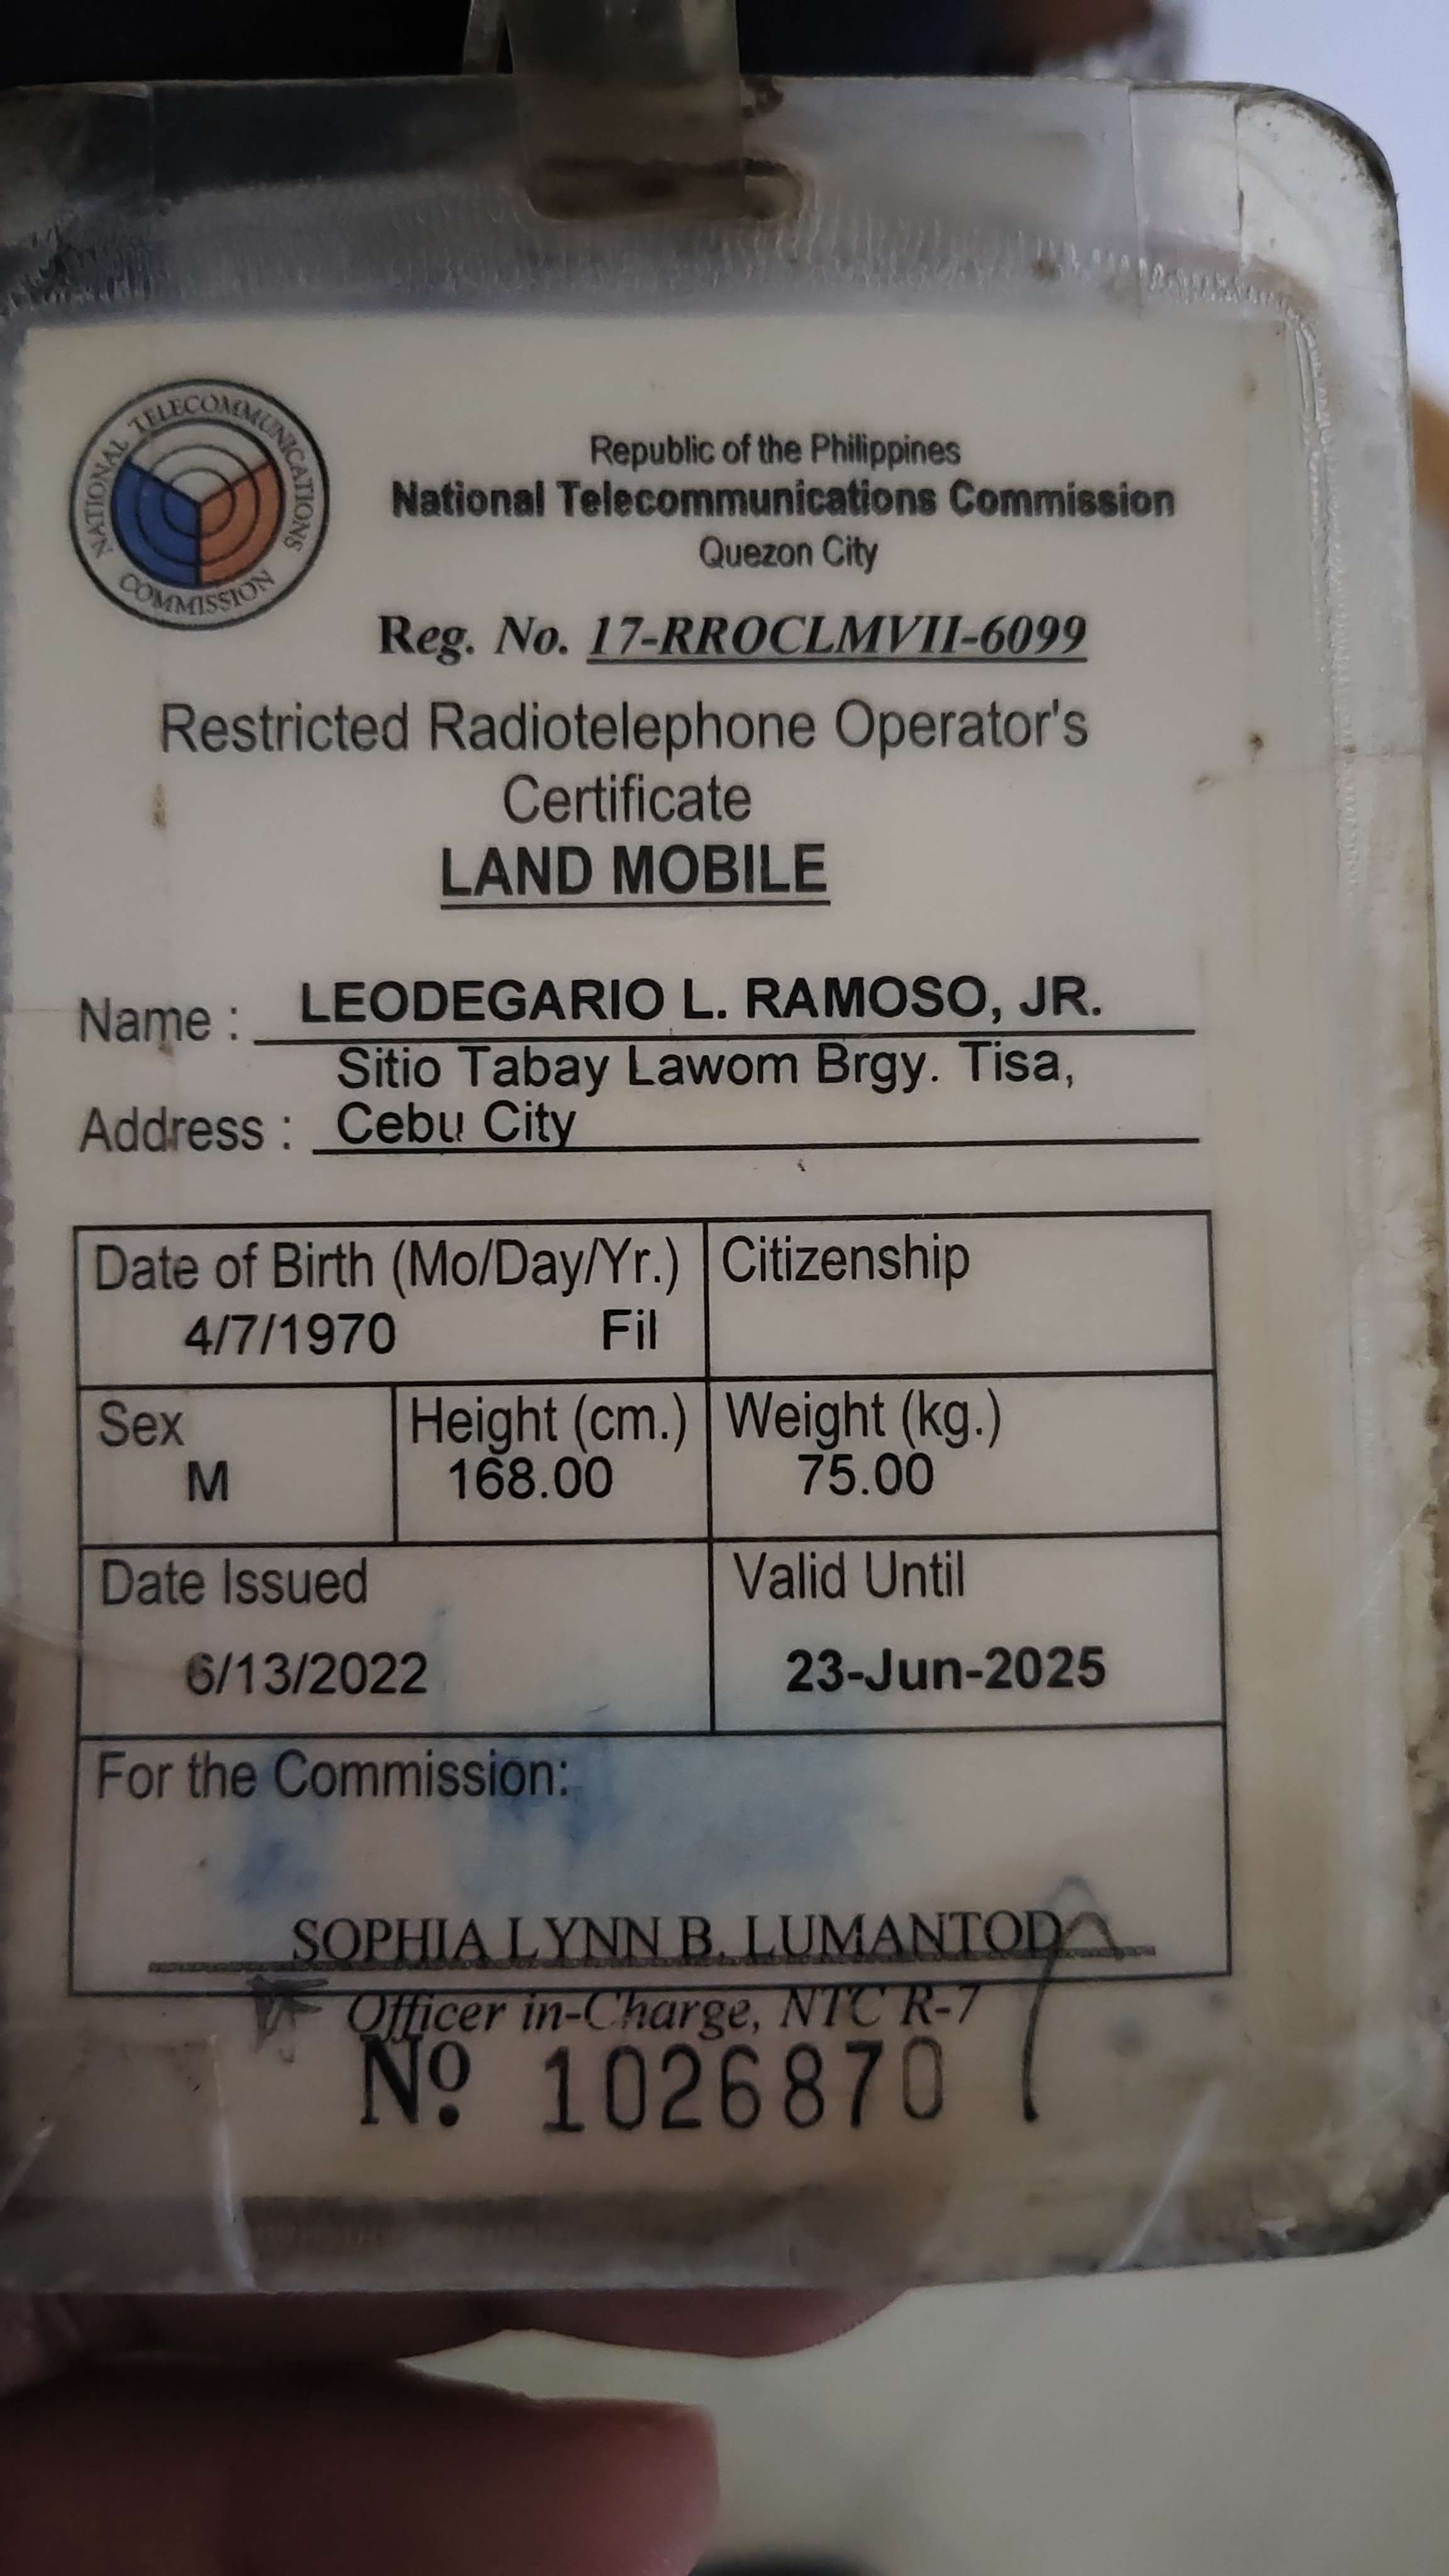 NATIONAL TELECOMMUNICATIONS COMMISSION
Republic of the Philippines
National Telecommunications Commission
Quezon City
Reg. No. 17-RROCLMVII-6099
Restricted Radiotelephone Operator's
Certificate
LAND MOBILE
Name : LEODEGARIO L. RAMOSO, JR.
Sitio Tabay Lawom Brgy. Tisa,
Address : Cebu City
Date of Birth (Mo/Day/Yr.) Citizenship
4/7/1970 Fil
Sex Height (cm.) Weight (kg.)
M 168.00 75.00
Date Issued Valid Until
6/13/2022 23-Jun-2025
For the Commission:
SOPHIA LYNN B. LUMANTOD
Officer in-Charge, NTC R-7
Nº 1026870